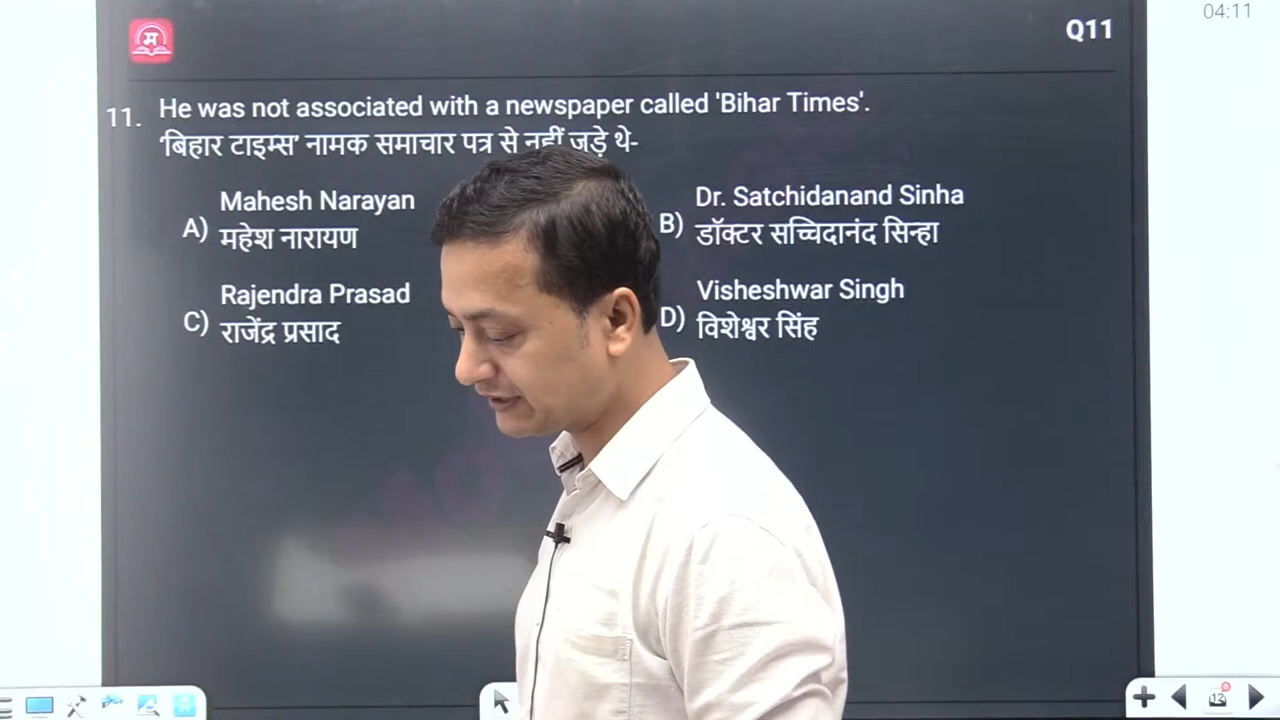 04:11
म
Q11
11. He was not associated with a newspaper called 'Bihar Times'.
'बिहार टाइम्स' नामक समाचार पत्र से नहीं जुड़े थे-
A) Mahesh Narayan
महेश नारायण
B) Dr. Satchidanand Sinha
डॉक्टर सच्चिदानंद सिन्हा
C) Rajendra Prasad
राजेंद्र प्रसाद
D) Visheshwar Singh
विशेश्वर सिंह
12